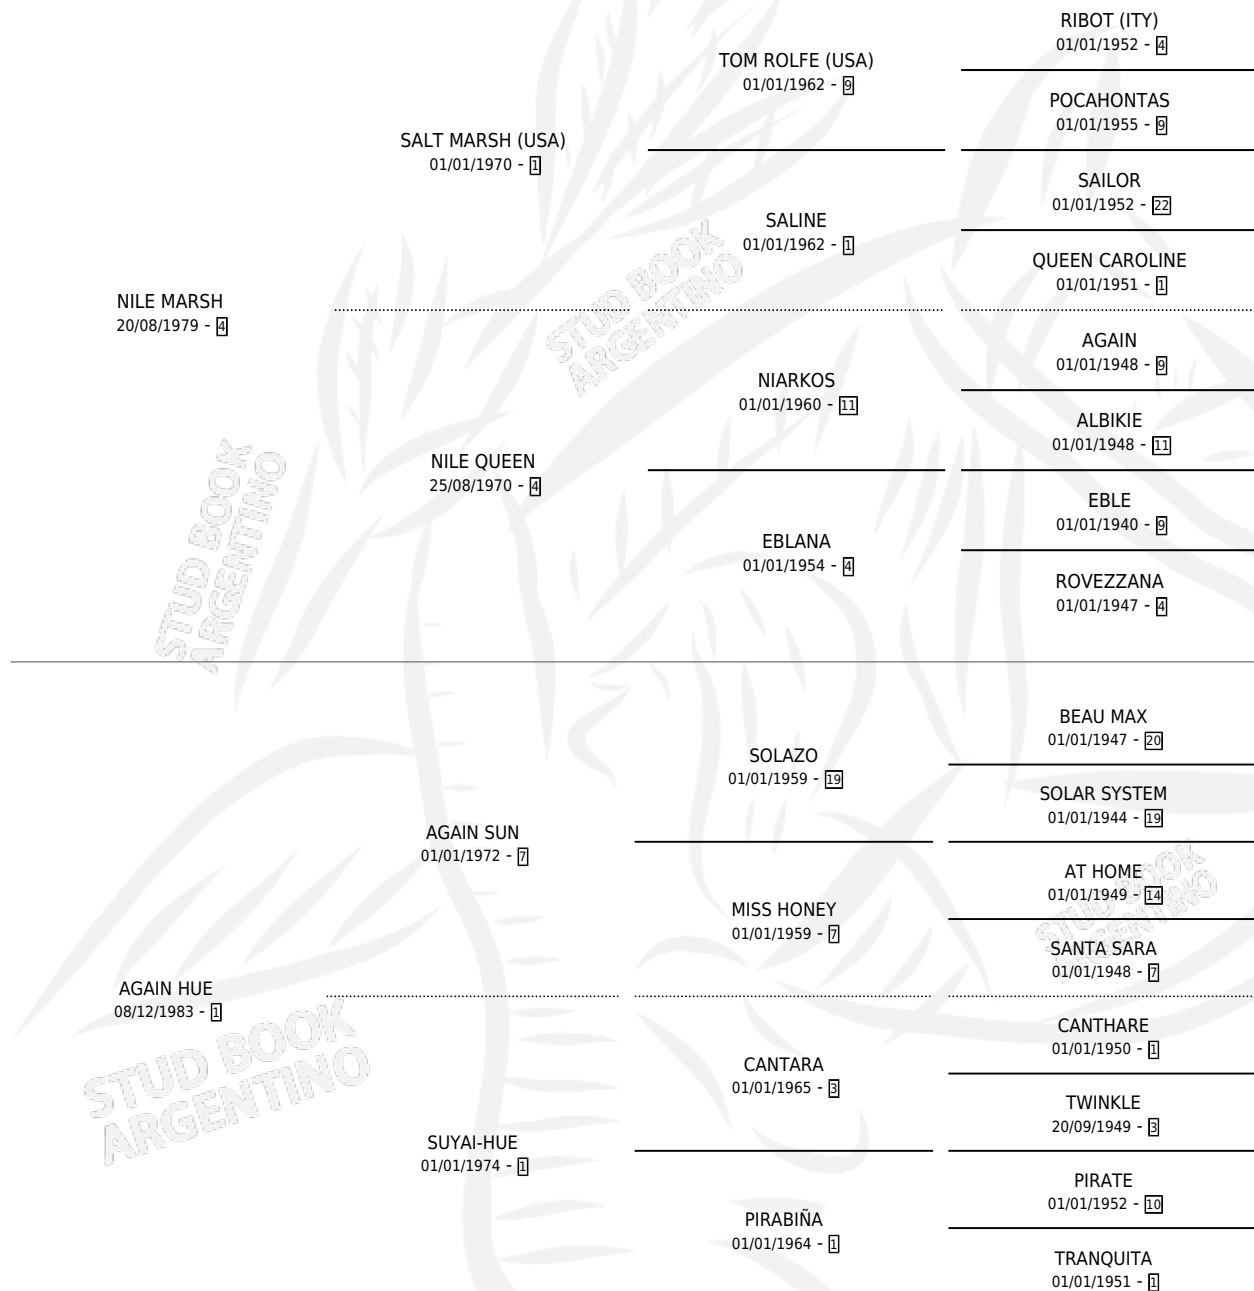 RIBOT (ITY)
01/01/1952 - 4
TOM ROLFE (USA)
01/01/1962 - 9
POCAHONTAS
01/01/1955 - 9
SALT MARSH (USA)
01/01/1970 - 1
SAILOR
01/01/1952 - 22
SALINE
01/01/1962 - 1
QUEEN CAROLINE
01/01/1951 - 1
NILE MARSH
20/08/1979 - 4
AGAIN
01/01/1948 - 9
NIARKOS
01/01/1960 - 11
ALBIKIE
01/01/1948 - 11
NILE QUEEN
25/08/1970 - 4
EBLE
01/01/1940 - 9
EBLANA
01/01/1954 - 4
ROVEZZANA
01/01/1947 - 4
BEAU MAX
01/01/1947 - 20
SOLAZO
01/01/1959 - 19
SOLAR SYSTEM
01/01/1944 - 19
AGAIN SUN
01/01/1972 - 7
AT HOME
01/01/1949 - 14
MISS HONEY
01/01/1959 - 7
SANTA SARA
01/01/1948 - 7
AGAIN HUE
08/12/1983 - 1
CANTHARE
01/01/1950 - 1
CANTARA
01/01/1965 - 3
TWINKLE
20/09/1949 - 3
SUYAI-HUE
01/01/1974 - 1
PIRATE
01/01/1952 - 10
PIRABIÑA
01/01/1964 - 1
TRANQUITA
01/01/1951 - 1
STUD BOOK
ARGENTINO
STUD BOOK
ARGENTINO
STUD BOOK
ARGENTINO
STUD BOOK
ARGENTINO